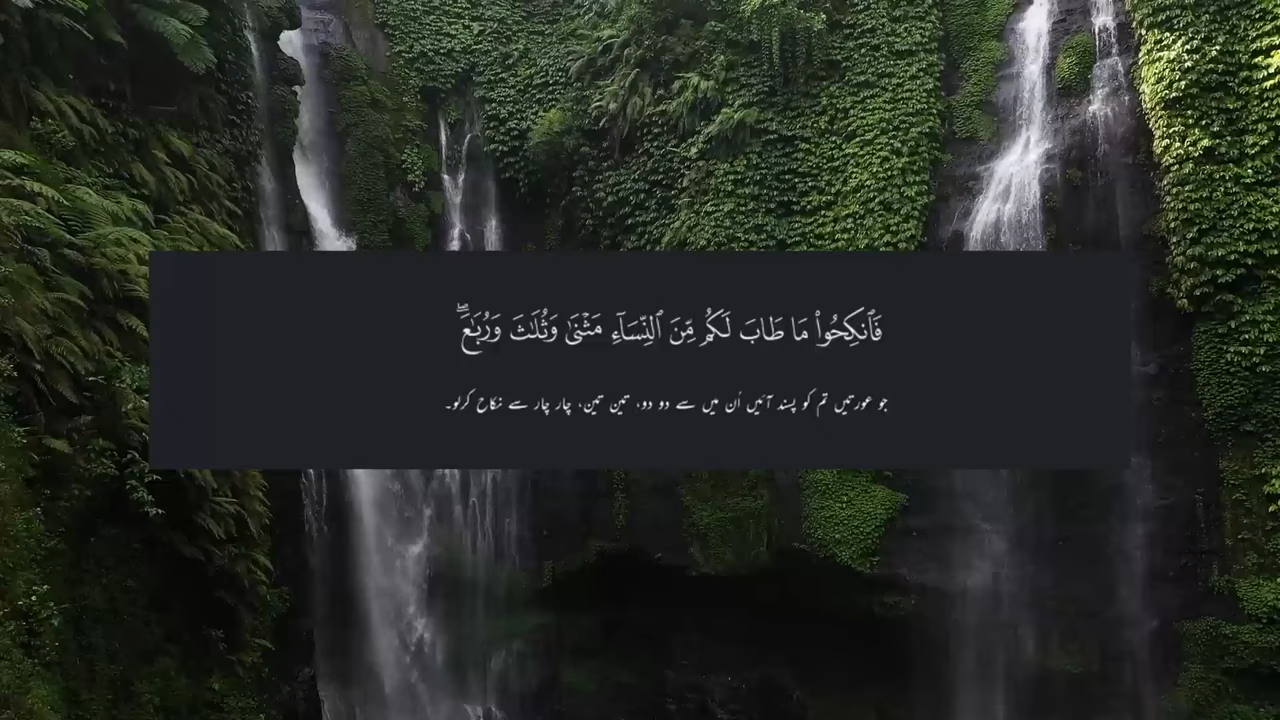 فَٱنكِحُوا۟ مَا طَابَ لَكُم مِّنَ ٱلنِّسَآءِ مَثْنَىٰ وَثُلَـٰثَ وَرُبَـٰعَ ۖ
جو عورتیں تم کو پسند آئیں اُن میں سے دو دو، تین تین، چار چار سے نکاح کرلو۔